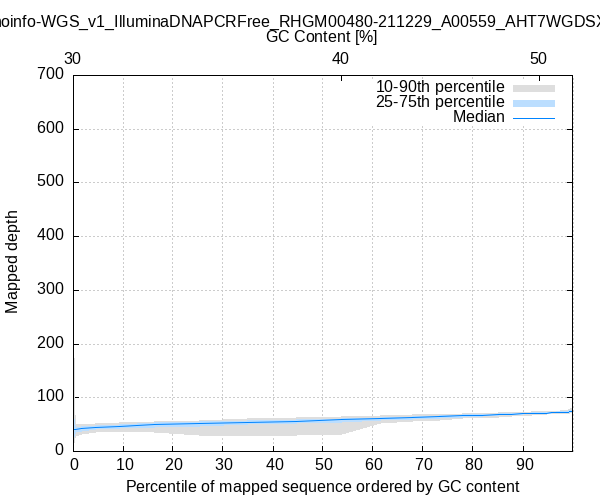 oinfo-WGS_v1_IlluminaDNAPCRFree_RHGM00480-211229_A00559_AHT7WGDSX
GC Content [%]
30 40 50
700
600
500
400
300
200
100
0
Mapped depth
10-90th percentile
25-75th percentile
Median
0 10 20 30 40 50 60 70 80 90
Percentile of mapped sequence ordered by GC content